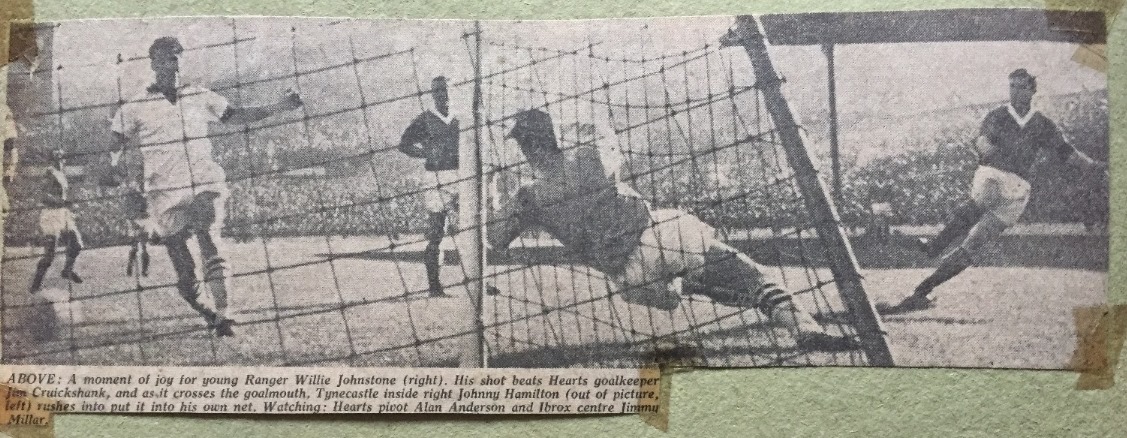 ABOVE: A moment of joy for young Ranger Willie Johnstone (right). His shot beats Hearts goalkeeper
Jim Cruickshank, and as it crosses the goalmouth, Tynecastle inside right Johnny Hamilton (out of picture,
left) rushes into put it into his own net. Watching: Hearts pivot Alan Anderson and Ibrox centre Jimmy
Millar.